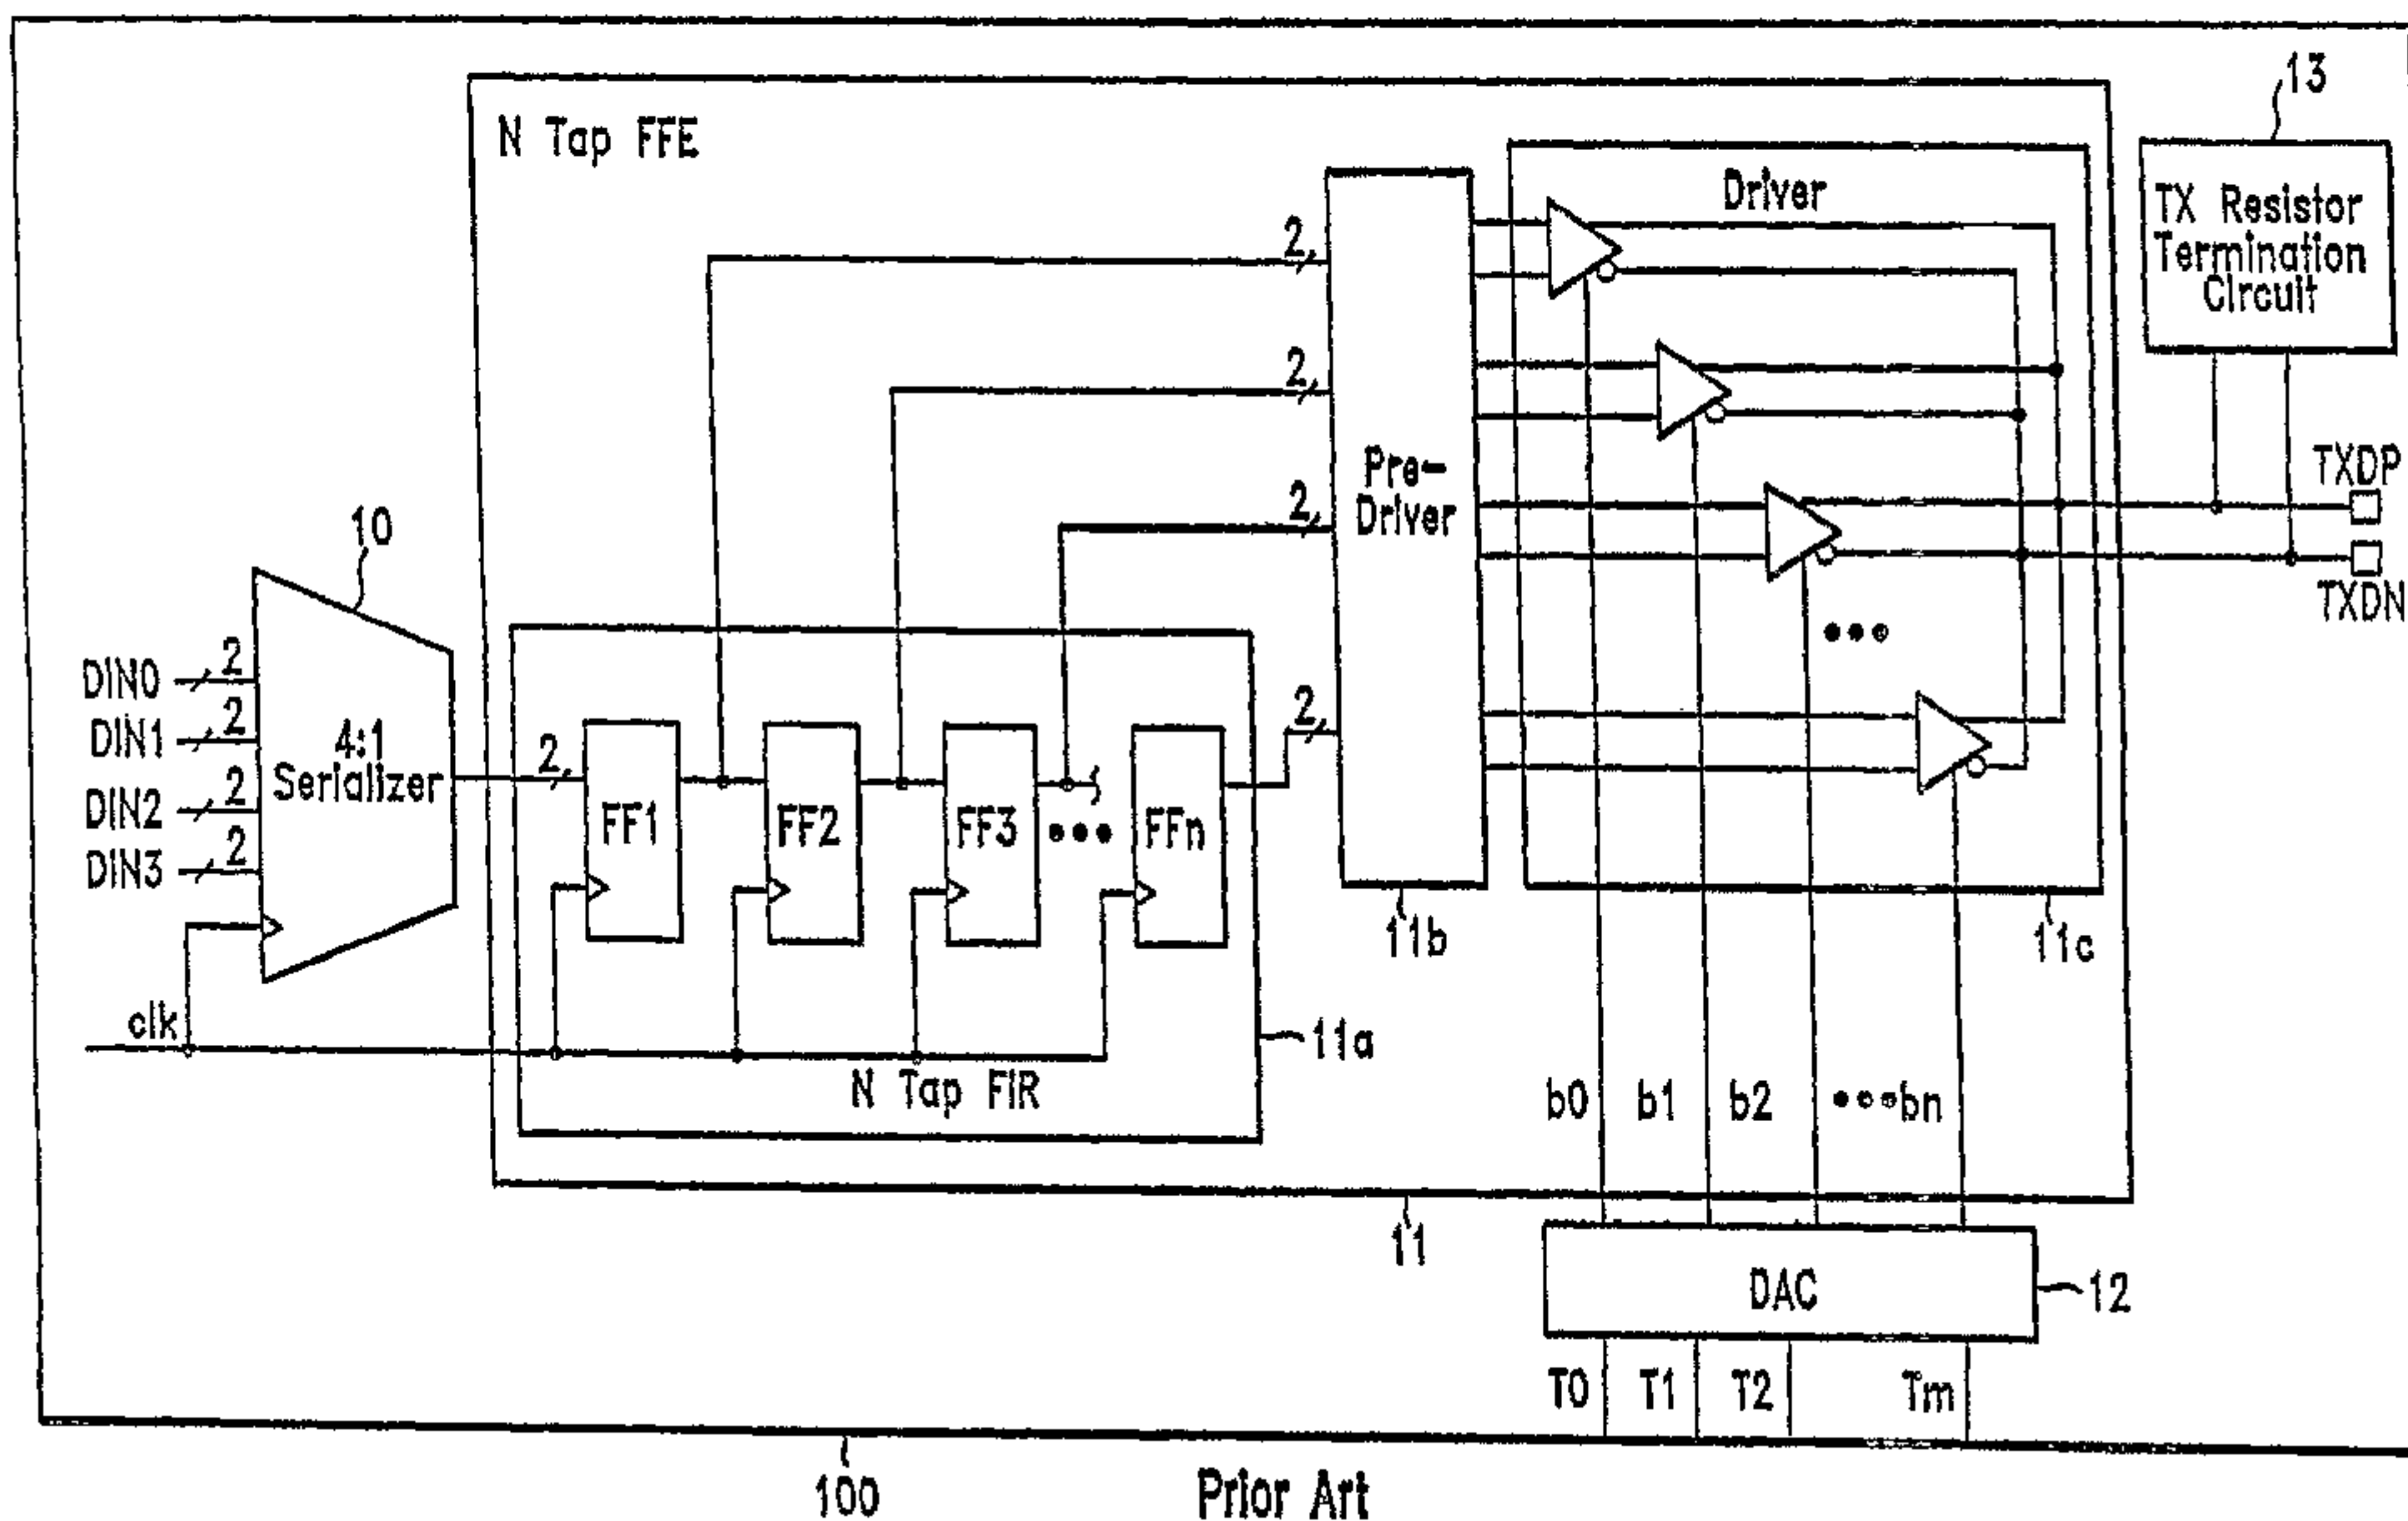 13
N Tap FFE
Driver
TX Resistor
Termination
Circuit
2
2
2
Pre-
Driver
TXDP
TXDN
10
DIN0
2
DIN1
2
DIN2
2
DIN3
2
4:1
Serializer
2
FF1
FF2
FF3
FFn
2
11b
11c
clk
11a
N Tap FIR
b0
b1
b2
bn
11
DAC
12
T0
T1
T2
Tm
100
Prior Art